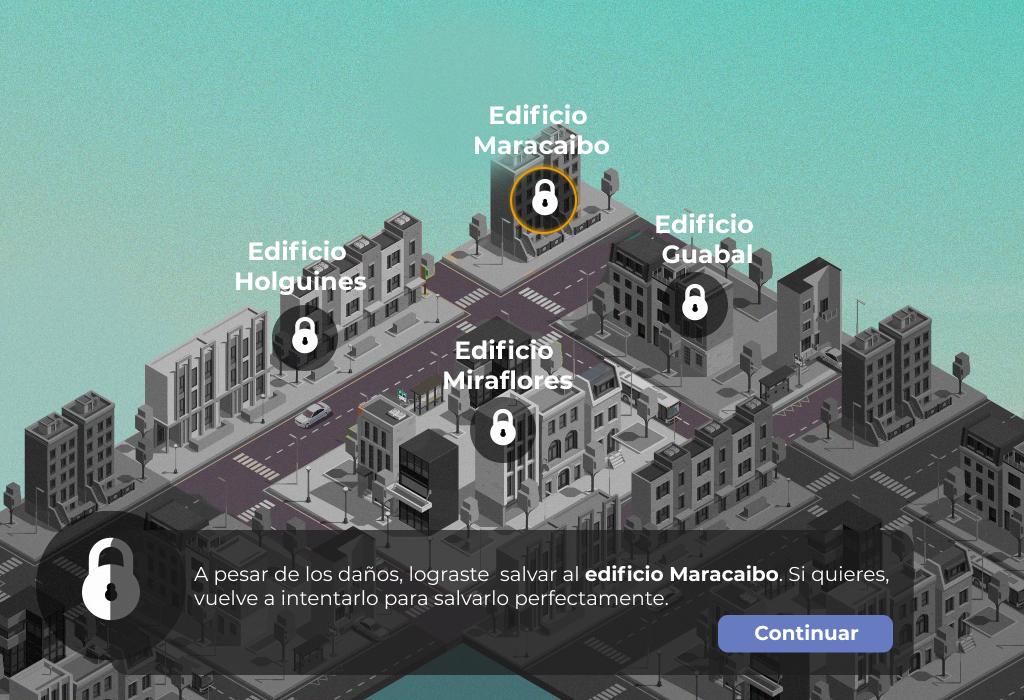 Edificio
Maracaibo
Edificio
Guabal
Edificio
Holguines
Edificio
Miraflores
A pesar de los daños, lograste  salvar al edificio Maracaibo. Si quieres,
vuelve a intentarlo para salvarlo perfectamente.
Continuar